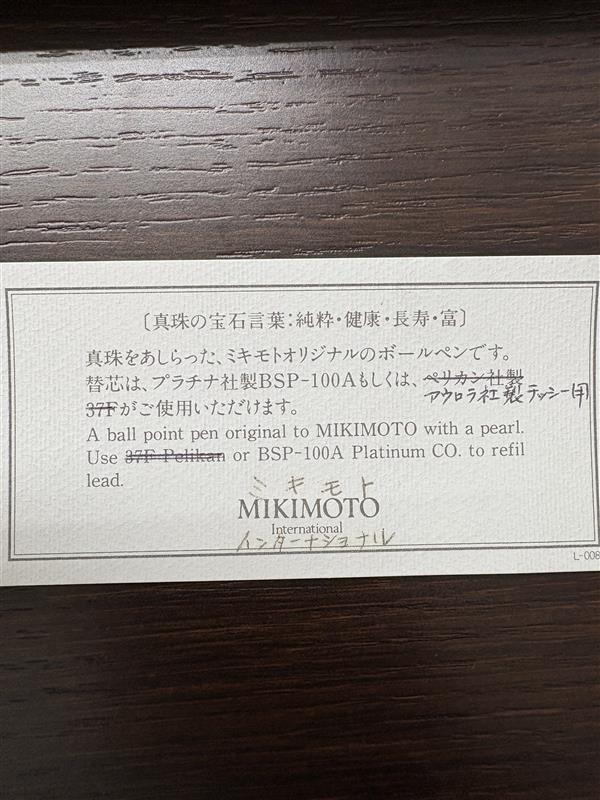 〔真珠の宝石言葉:純粋・健康・長寿・富〕
真珠をあしらった、ミキモトオリジナルのボールペンです。
替芯は、プラチナ社製BSP-100Aもしくは、ペリカン社製
アウロラ社製テッシー用
37Fがご使用いただけます。
A ball point pen original to MIKIMOTO with a pearl.
Use 37F Pelikan or BSP-100A Platinum CO. to refil
lead.
ミキモト
MIKIMOTO
International
インターナショナル
L-008